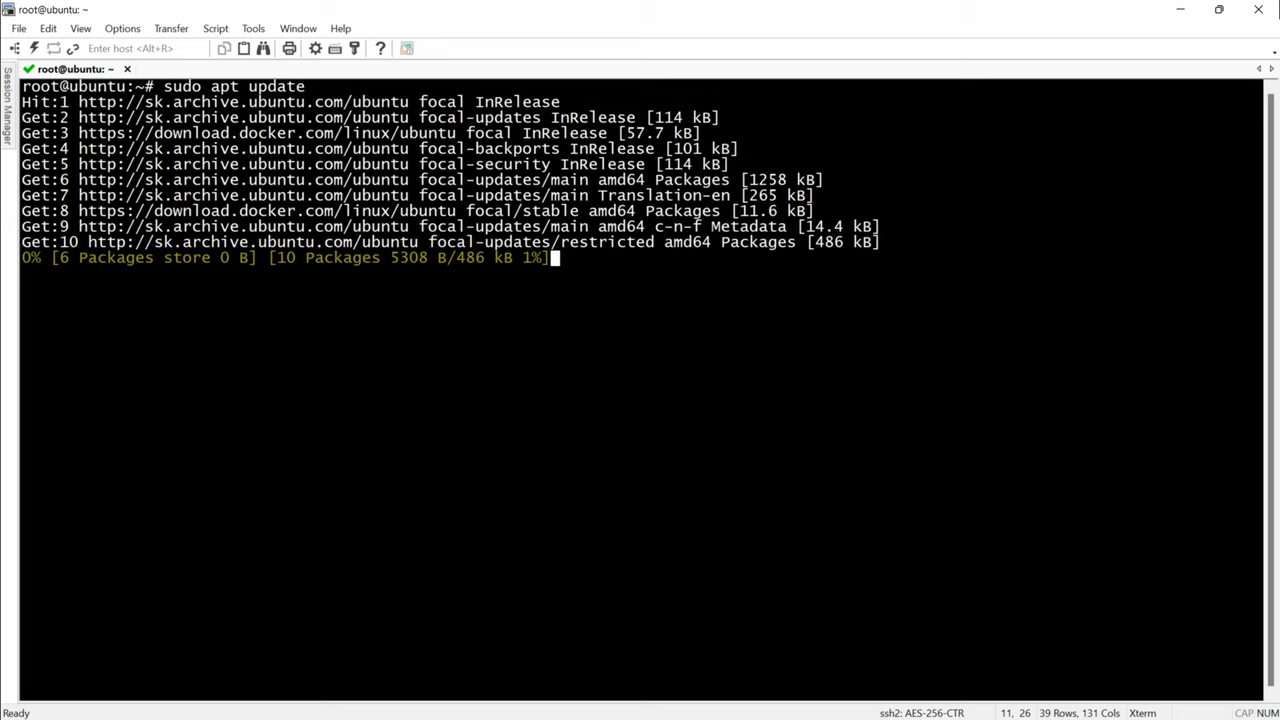 root@ubuntu: ~
File Edit View Options Transfer Script Tools Window Help
Enter host <Alt+R>
root@ubuntu: ~
Session Manager
root@ubuntu:~# sudo apt update
Hit:1 http://sk.archive.ubuntu.com/ubuntu focal InRelease
Get:2 http://sk.archive.ubuntu.com/ubuntu focal-updates InRelease [114 kB]
Get:3 https://download.docker.com/linux/ubuntu focal InRelease [57.7 kB]
Get:4 http://sk.archive.ubuntu.com/ubuntu focal-backports InRelease [101 kB]
Get:5 http://sk.archive.ubuntu.com/ubuntu focal-security InRelease [114 kB]
Get:6 http://sk.archive.ubuntu.com/ubuntu focal-updates/main amd64 Packages [1258 kB]
Get:7 http://sk.archive.ubuntu.com/ubuntu focal-updates/main Translation-en [265 kB]
Get:8 https://download.docker.com/linux/ubuntu focal/stable amd64 Packages [11.6 kB]
Get:9 http://sk.archive.ubuntu.com/ubuntu focal-updates/main amd64 c-n-f Metadata [14.4 kB]
Get:10 http://sk.archive.ubuntu.com/ubuntu focal-updates/restricted amd64 Packages [486 kB]
0% [6 Packages store 0 B] [10 Packages 5308 B/486 kB 1%]
Ready ssh2: AES-256-CTR 11, 26 39 Rows, 131 Cols Xterm CAP NUM